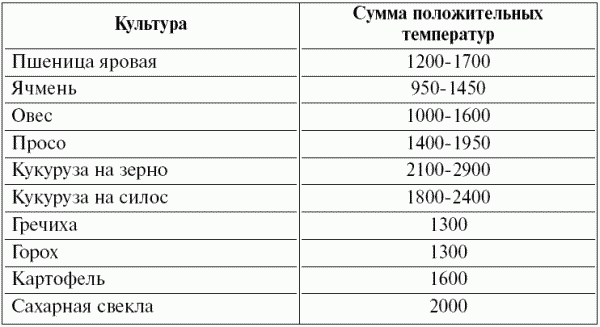 Культура Сумма положительных
температур
Пшеница яровая 1200-1700
Ячмень 950-1450
Овес 1000-1600
Просо 1400-1950
Кукуруза на зерно 2100-2900
Кукуруза на силос 1800-2400
Гречиха 1300
Горох 1300
Картофель 1600
Сахарная свекла 2000